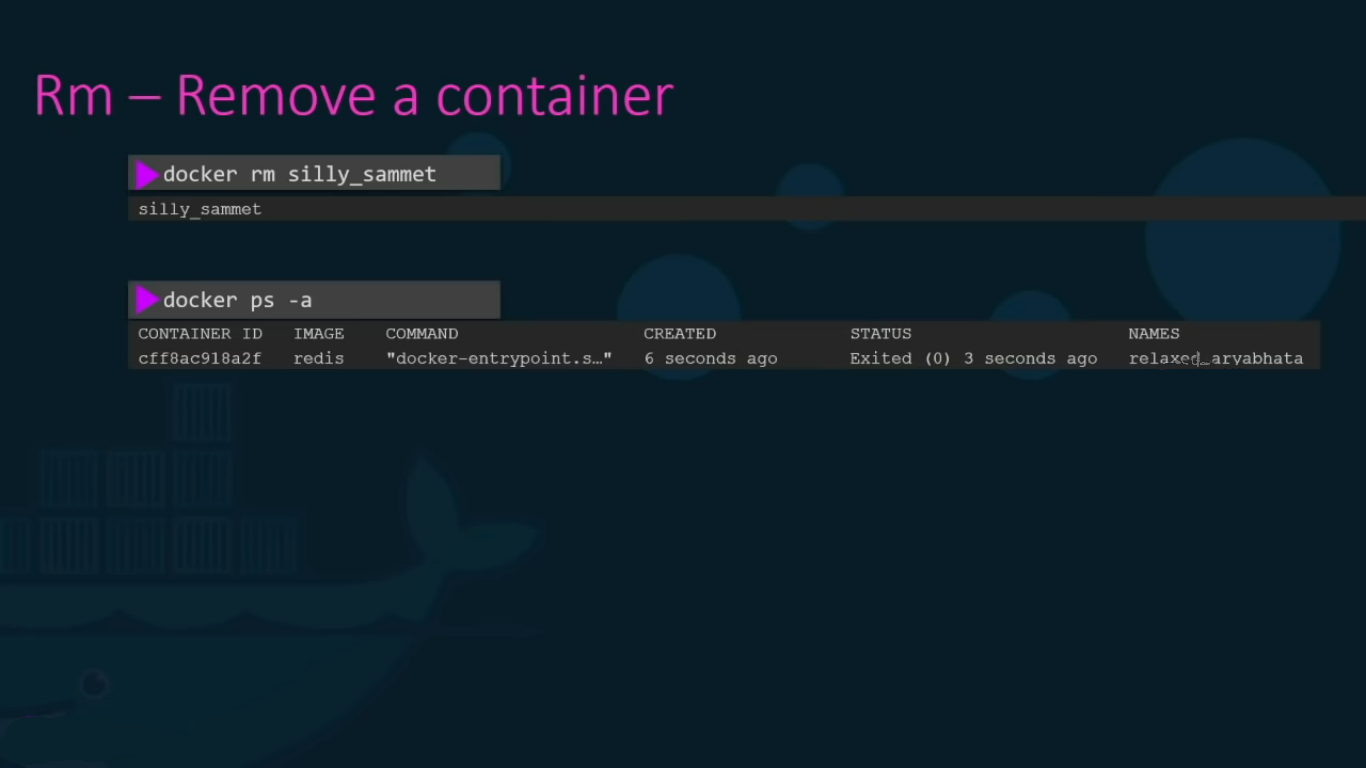 Rm – Remove a container
docker rm silly_sammet
silly_sammet
docker ps -a
CONTAINER ID IMAGE COMMAND CREATED STATUS NAMES
cff8ac918a2f redis "docker-entrypoint.s…" 6 seconds ago Exited (0) 3 seconds ago relaxed_aryabhata